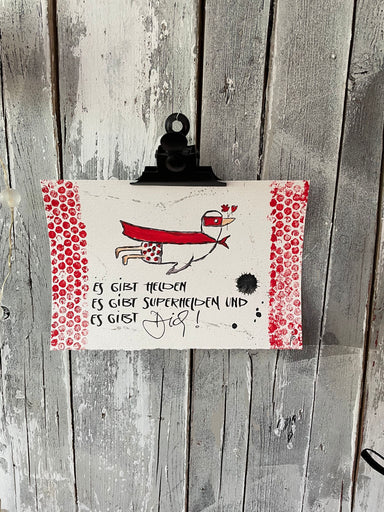 ES GIBT HELDEN
ES GIBT SUPERHELDEN UND
ES GIBT Dich!